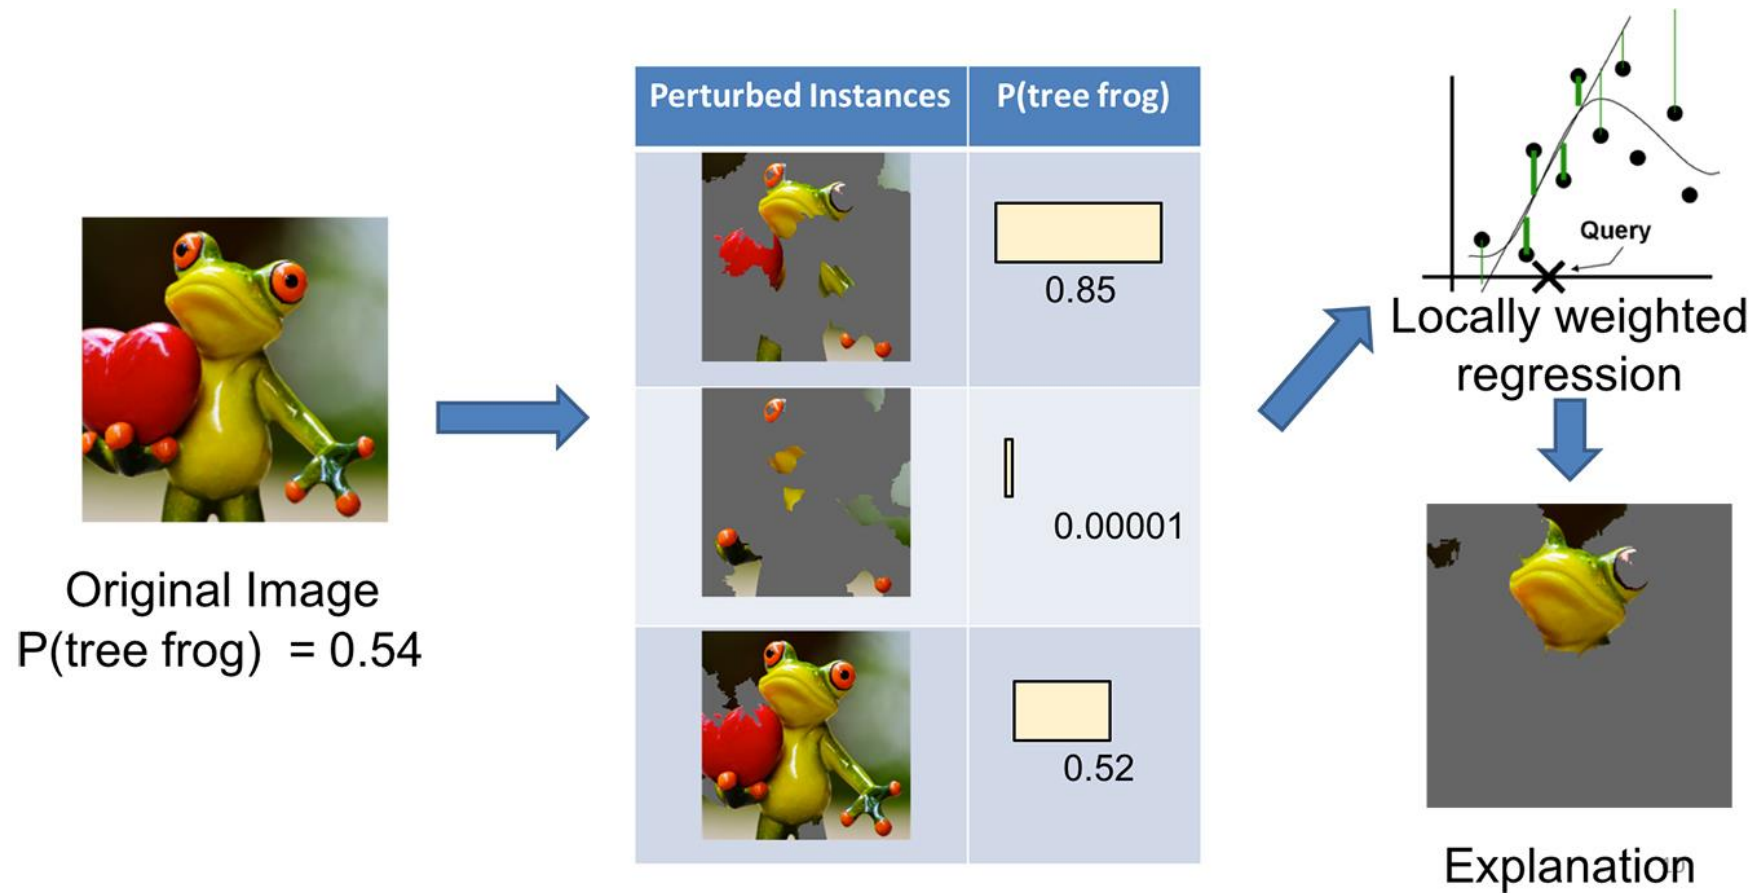 Original Image
P(tree frog) = 0.54
Perturbed Instances
P(tree frog)
0.85
0.00001
0.52
Query
Locally weighted
regression
Explanation